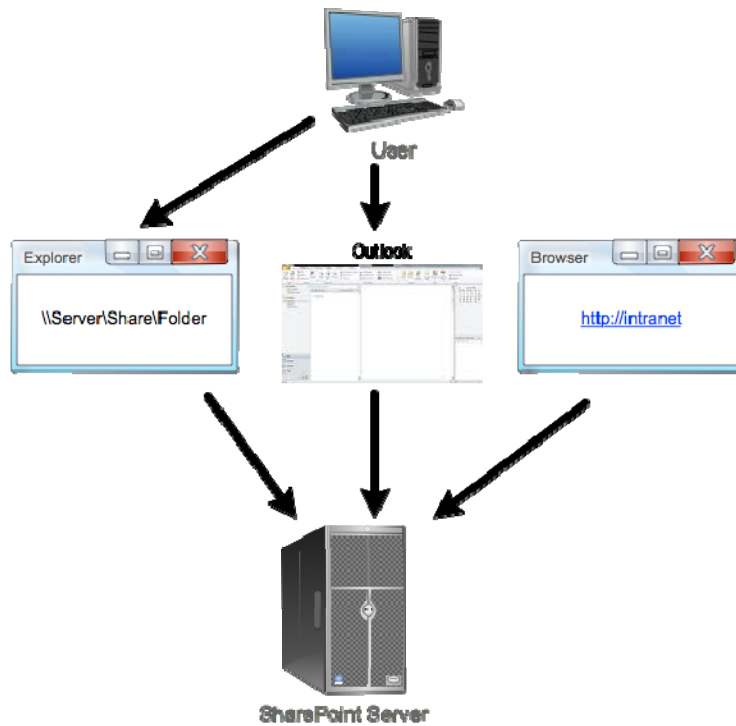 User
Outlook
Explorer
Browser
\\Server\Share\Folder
http://intranet
SharePoint Server